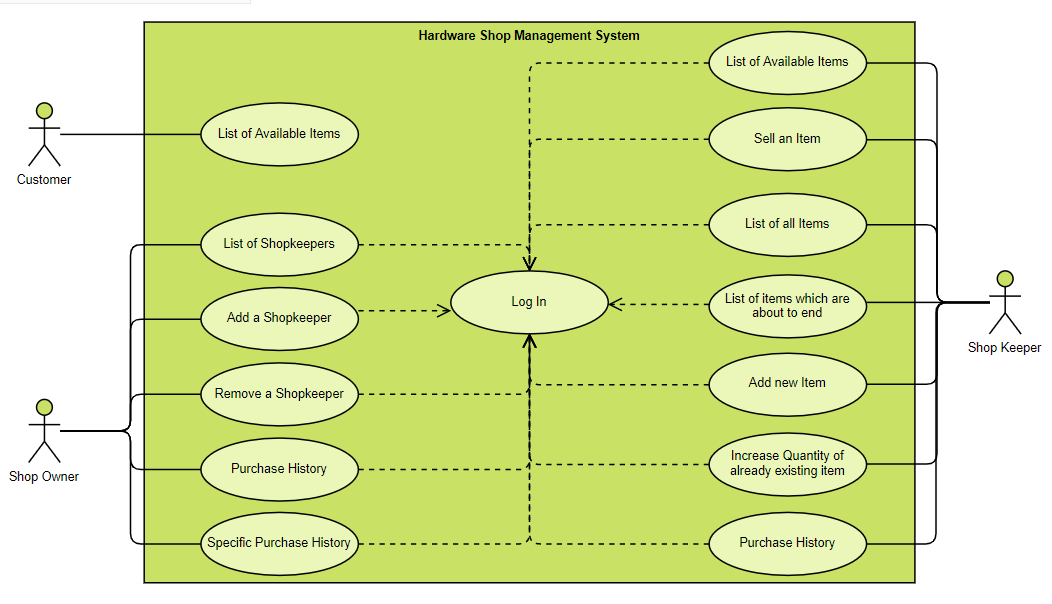 Hardware Shop Management System
List of Available Items
Customer
List of Shopkeepers
Add a Shopkeeper
Remove a Shopkeeper
Purchase History
Specific Purchase History
Shop Owner
Log In
List of Available Items
Sell an Item
List of all Items
List of items which are
about to end
Add new Item
Increase Quantity of
already existing item
Purchase History
Shop Keeper